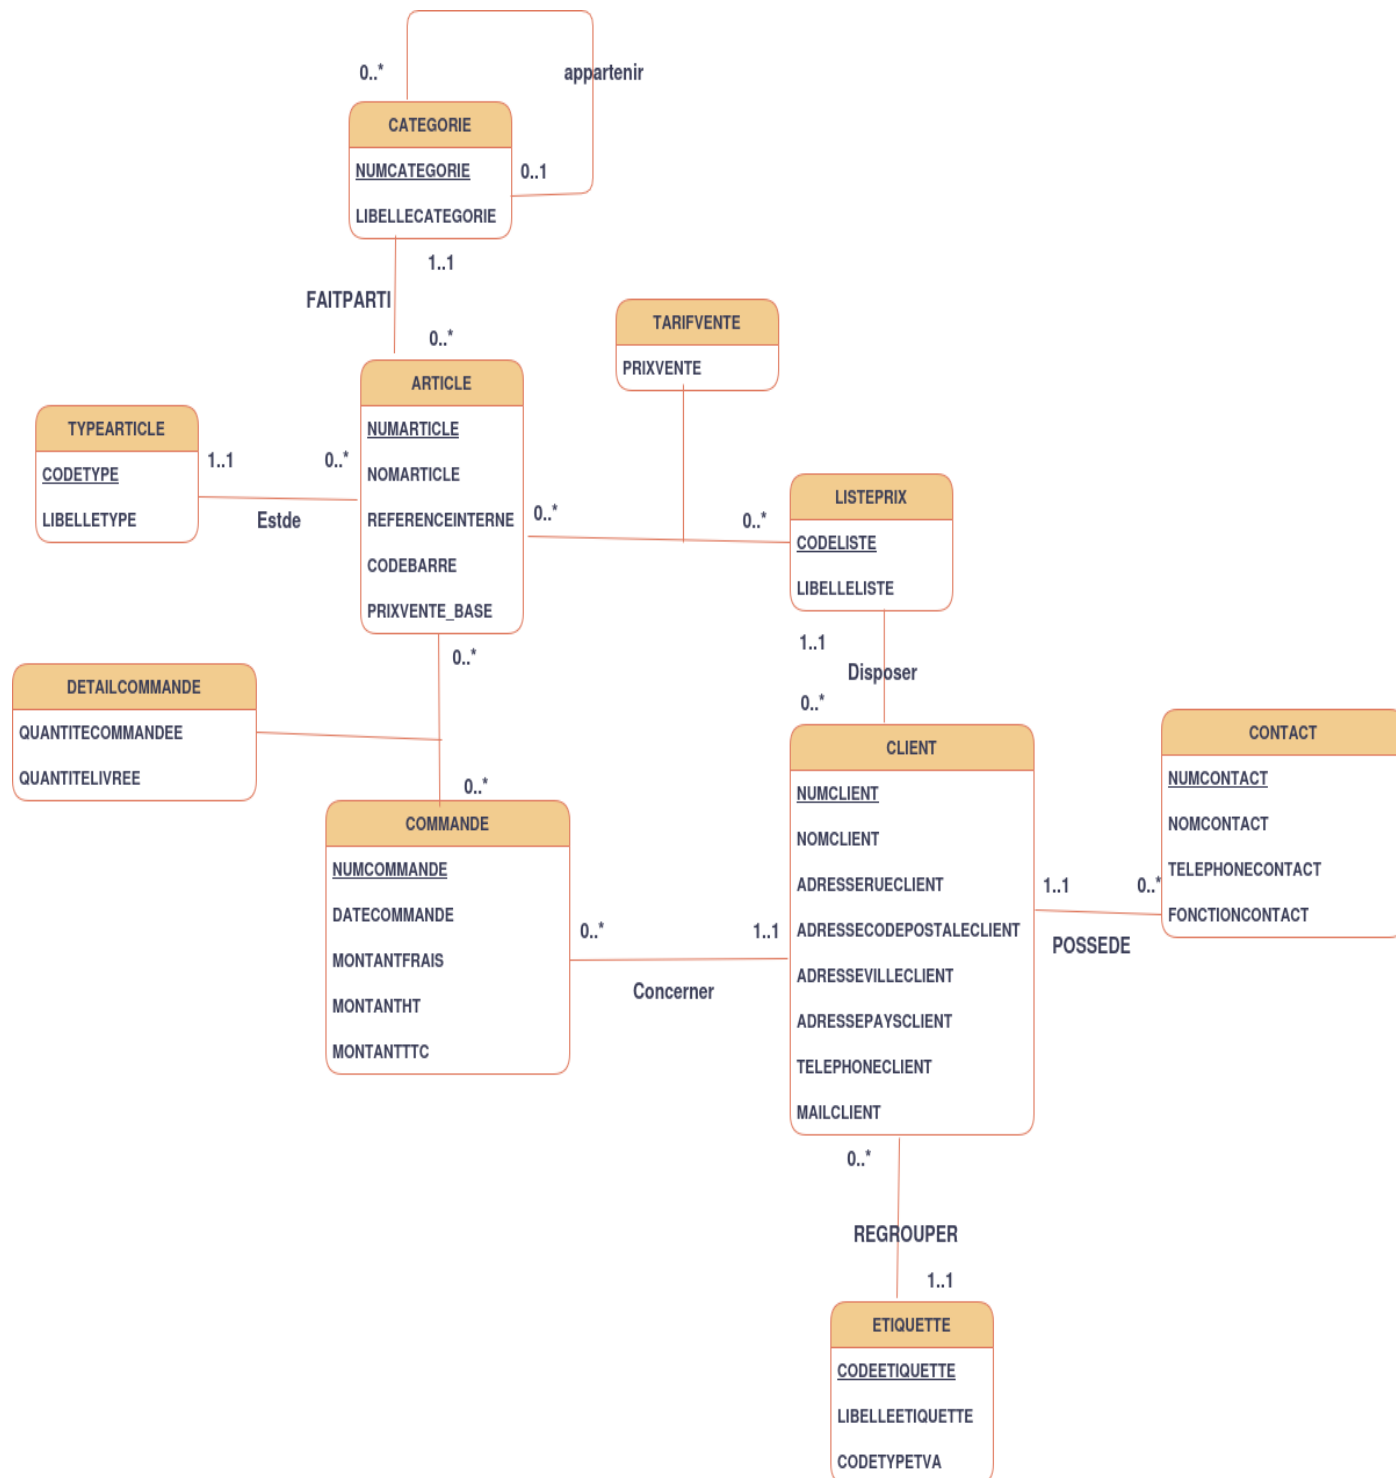 0..*
appartenir
CATEGORIE
NUMCATEGORIE
0..1
LIBELLECATEGORIE
1..1
FAITPARTI
0..*
TARIFVENTE
PRIXVENTE
ARTICLE
NUMARTICLE
NOMARTICLE
REFERENCEINTERNE
CODEBARRE
PRIXVENTE_BASE
TYPEARTICLE
CODETYPE
LIBELLETYPE
1..1
0..*
Estde
0..*
0..*
LISTEPRIX
CODELISTE
LIBELLELISTE
1..1
Disposer
0..*
0..*
DETAILCOMMANDE
QUANTITECOMMANDEE
QUANTITELIVREE
0..*
COMMANDE
NUMCOMMANDE
DATECOMMANDE
MONTANTFRAIS
MONTANTHT
MONTANTTTC
0..*
1..1
Concerner
CLIENT
NUMCLIENT
NOMCLIENT
ADRESSERUECLIENT
ADRESSECODEPOSTALECLIENT
ADRESSEVILLECLIENT
ADRESSEPAYSCLIENT
TELEPHONECLIENT
MAILCLIENT
1..1
0..*
POSSEDE
CONTACT
NUMCONTACT
NOMCONTACT
TELEPHONECONTACT
FONCTIONCONTACT
0..*
REGROUPER
1..1
ETIQUETTE
CODEETIQUETTE
LIBELLEETIQUETTE
CODETYPETVA